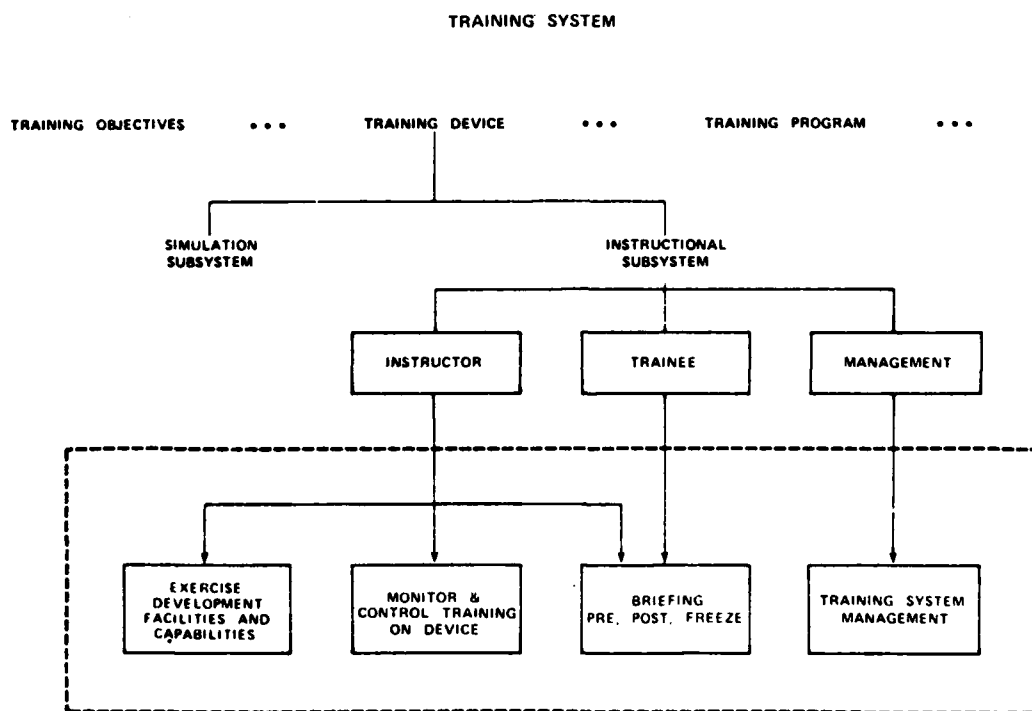 TRAINING SYSTEM
TRAINING OBJECTIVES • • • TRAINING DEVICE • • • TRAINING PROGRAM • • •
SIMULATION
SUBSYSTEM
INSTRUCTIONAL
SUBSYSTEM
INSTRUCTOR
TRAINEE
MANAGEMENT
EXERCISE
DEVELOPMENT
FACILITIES AND
CAPABILITIES
MONITOR &
CONTROL TRAINING
ON DEVICE
BRIEFING
PRE, POST, FREEZE
TRAINING SYSTEM
MANAGEMENT